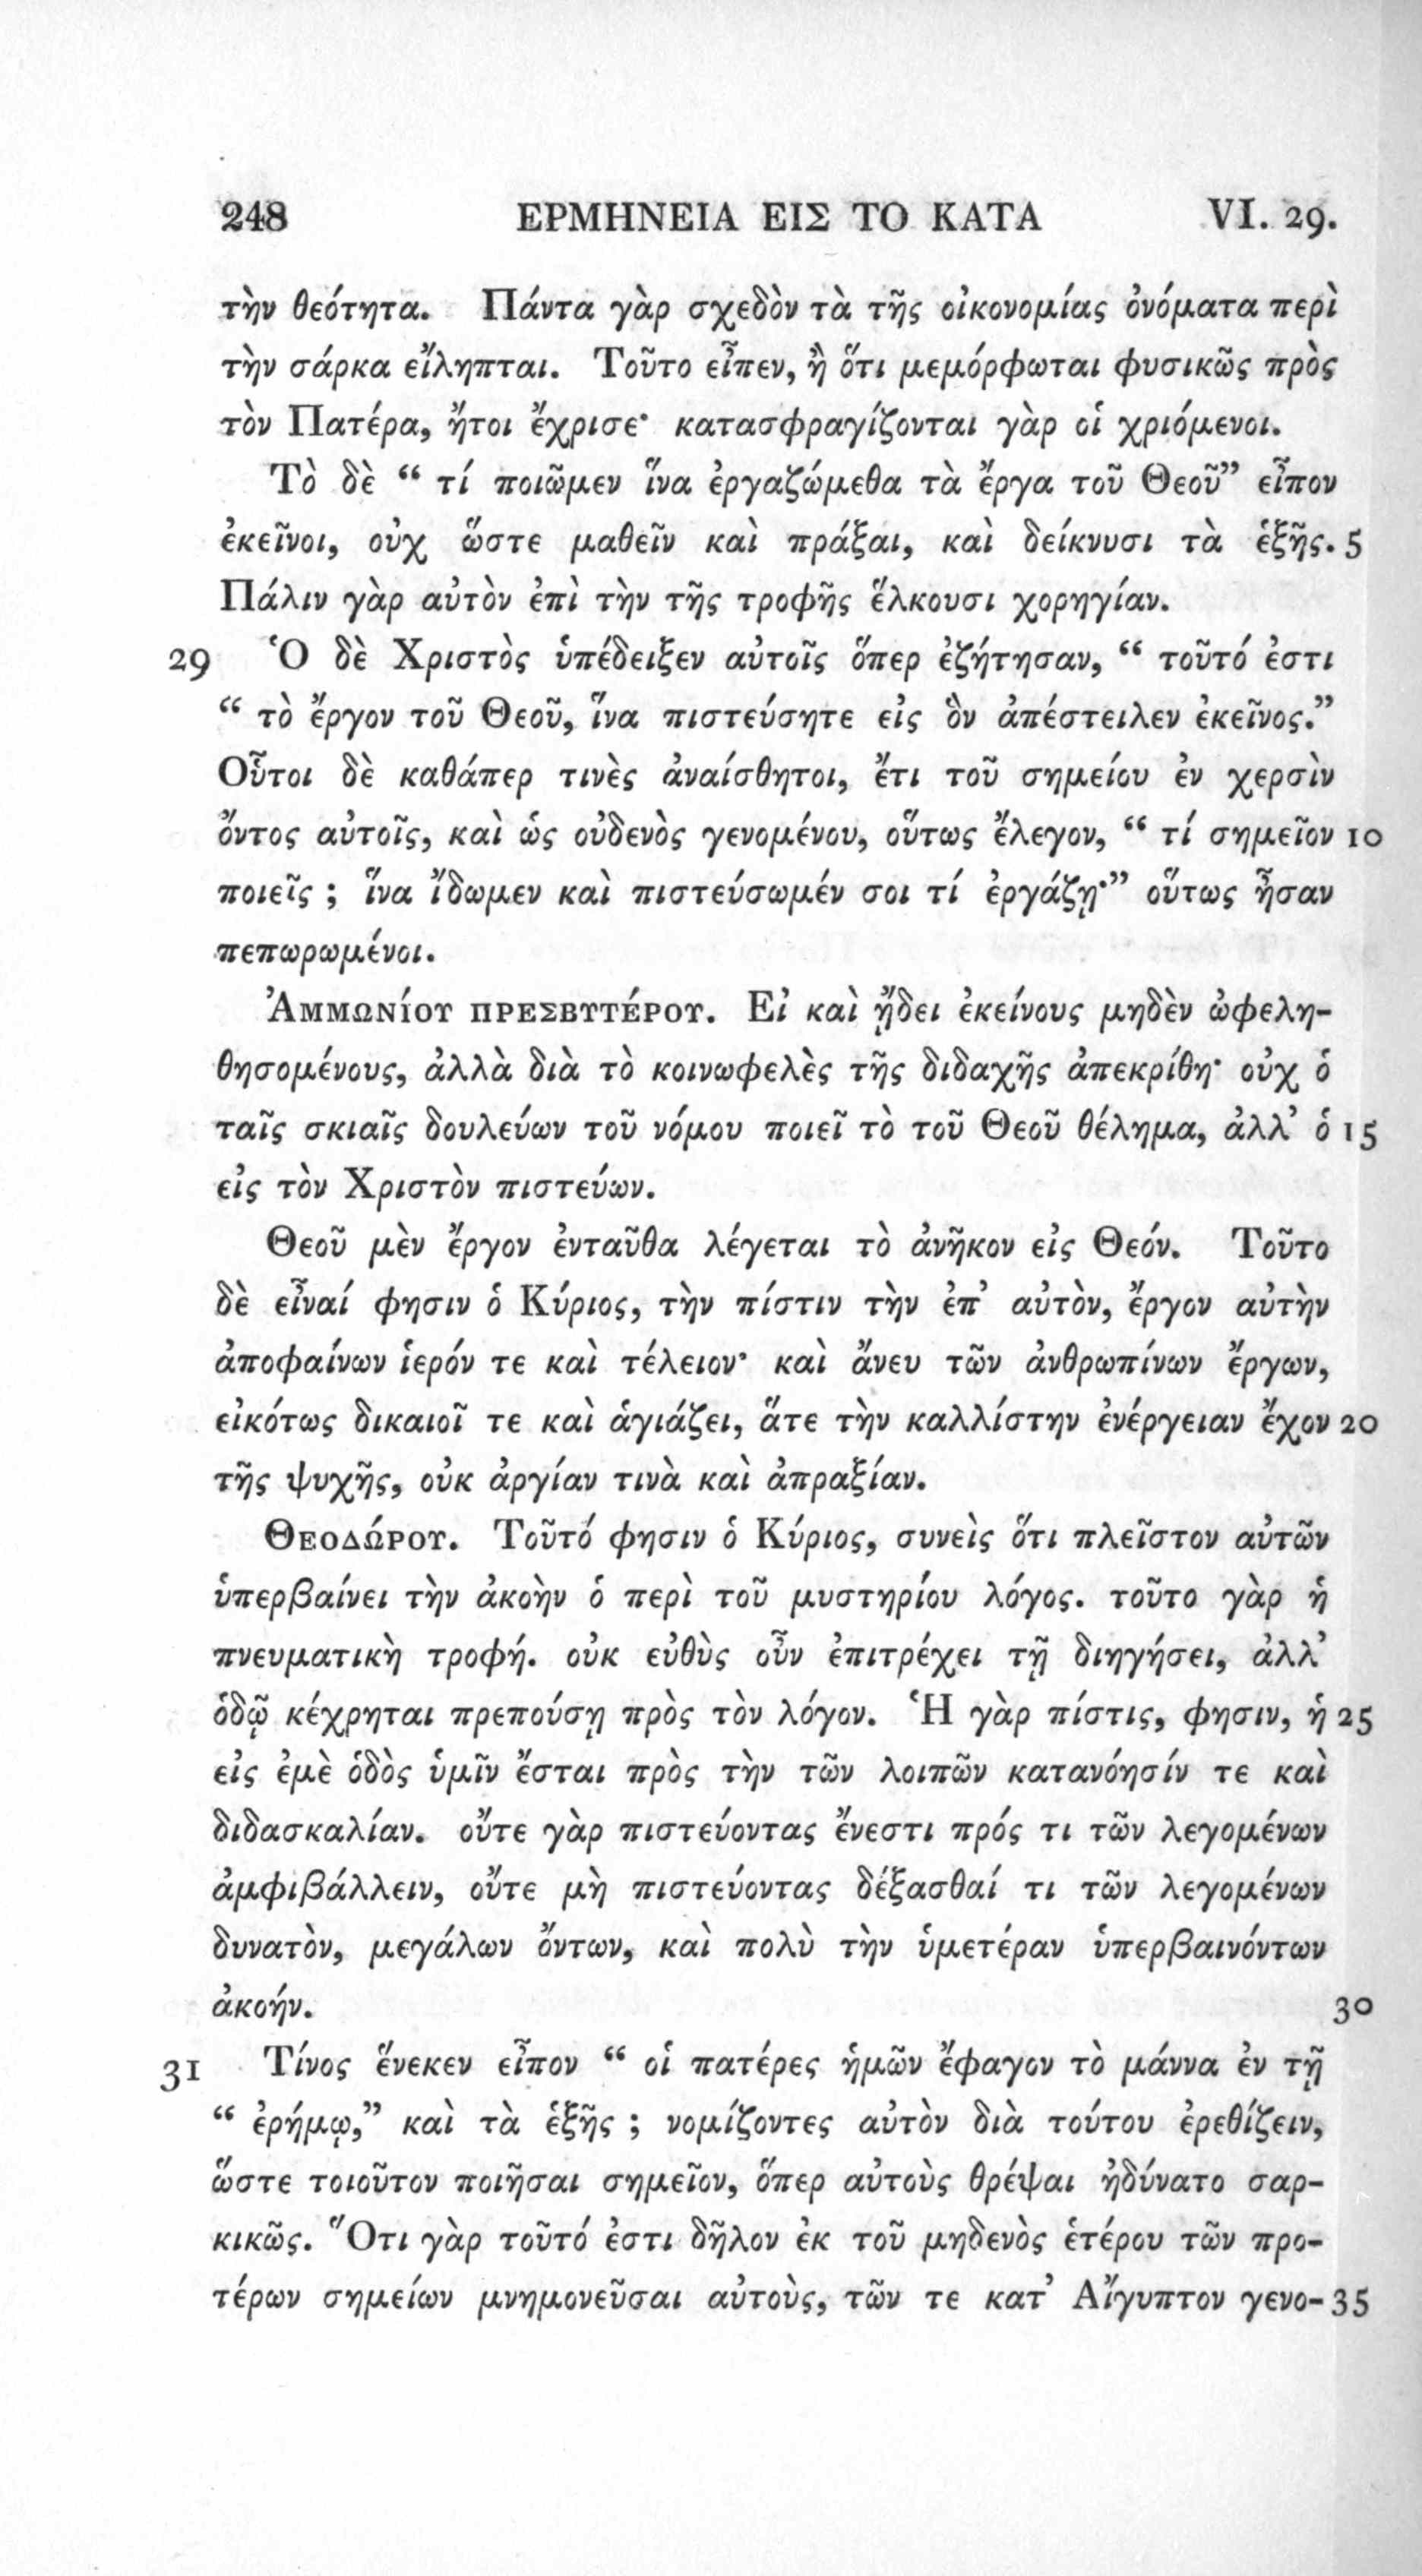 248 ΕΡΜΗΝΕΙΑ ΕΙΣ ΤΟ ΚΑΤΑ VI. 29.
τὴν θεότητα. Πάντα γὰρ σχεδὸν τὰ τῆς οἰκονομίας ὀνόματα περὶ
τὴν σάρκα εἴληπται. Τοῦτο εἶπεν, ἢ ὅτι μεμόρφωται φυσικῶς πρὸς
τὸν Πατέρα, ἤτοι ἔχρισε· κατασφραγίζονται γὰρ οἱ χριόμενοι.
Τὸ δὲ “ τί ποιῶμεν ἵνα ἐργαζώμεθα τὰ ἔργα τοῦ Θεοῦ” εἶπον
ἐκεῖνοι, οὐχ ὥστε μαθεῖν καὶ πράξαι, καὶ δείκνυσι τὰ ἑξῆς. 5
Πάλιν γὰρ αὐτὸν ἐπὶ τὴν τῆς τροφῆς ἕλκουσι χορηγίαν.
29 Ὁ δὲ Χριστὸς ὑπέδειξεν αὐτοῖς ὅπερ ἐζήτησαν, “ τοῦτό ἐστι
“ τὸ ἔργον τοῦ Θεοῦ, ἵνα πιστεύσητε εἰς ὃν ἀπέστειλεν ἐκεῖνος.”
Οὗτοι δὲ καθάπερ τινὲς ἀναίσθητοι, ἔτι τοῦ σημείου ἐν χερσὶν
ὄντος αὐτοῖς, καὶ ὡς οὐδενὸς γενομένου, οὕτως ἔλεγον, “ τί σημεῖον 10
ποιεῖς ; ἵνα ἴδωμεν καὶ πιστεύσωμέν σοι τί ἐργάζῃ·” οὕτως ἦσαν
πεπωρωμένοι.
Ἀμμωνίου πρεσβυτέρου. Εἰ καὶ ᾔδει ἐκείνους μηδὲν ὠφελη-
θησομένους, ἀλλὰ διὰ τὸ κοινωφελὲς τῆς διδαχῆς ἀπεκρίθη· οὐχ ὁ
ταῖς σκιαῖς δουλεύων τοῦ νόμου ποιεῖ τὸ τοῦ Θεοῦ θέλημα, ἀλλ’ ὁ 15
εἰς τὸν Χριστὸν πιστεύων.
Θεοῦ μὲν ἔργον ἐνταῦθα λέγεται τὸ ἀνῆκον εἰς Θεόν. Τοῦτο
δὲ εἶναί φησιν ὁ Κύριος, τὴν πίστιν τὴν ἐπ’ αὐτὸν, ἔργον αὐτὴν
ἀποφαίνων ἱερόν τε καὶ τέλειον· καὶ ἄνευ τῶν ἀνθρωπίνων ἔργων,
εἰκότως δικαιοῖ τε καὶ ἁγιάζει, ἅτε τὴν καλλίστην ἐνέργειαν ἔχον 20
τῆς ψυχῆς, οὐκ ἀργίαν τινὰ καὶ ἀπραξίαν.
Θεοδώρου. Τοῦτό φησιν ὁ Κύριος, συνεὶς ὅτι πλεῖστον αὐτῶν
ὑπερβαίνει τὴν ἀκοὴν ὁ περὶ τοῦ μυστηρίου λόγος. τοῦτο γὰρ ἡ
πνευματικὴ τροφή. οὐκ εὐθὺς οὖν ἐπιτρέχει τῇ διηγήσει, ἀλλ’
ὁδῷ κέχρηται πρεπούσῃ πρὸς τὸν λόγον. Ἡ γὰρ πίστις, φησιν, ἡ 25
εἰς ἐμὲ ὁδὸς ὑμῖν ἔσται πρὸς τὴν τῶν λοιπῶν κατανόησίν τε καὶ
διδασκαλίαν. οὔτε γὰρ πιστεύοντας ἔνεστι πρός τι τῶν λεγομένων
ἀμφιβάλλειν, οὔτε μὴ πιστεύοντας δέξασθαί τι τῶν λεγομένων
δυνατὸν, μεγάλων ὄντων, καὶ πολὺ τὴν ὑμετέραν ὑπερβαινόντων
ἀκοήν. 30
31 Τίνος ἕνεκεν εἶπον “ οἱ πατέρες ἡμῶν ἔφαγον τὸ μάννα ἐν τῇ
“ ἐρήμῳ,” καὶ τὰ ἑξῆς ; νομίζοντες αὐτὸν διὰ τούτου ἐρεθίζειν,
ὥστε τοιοῦτον ποιῆσαι σημεῖον, ὅπερ αὐτοὺς θρέψαι ἠδύνατο σαρ-
κικῶς. Ὅτι γὰρ τοῦτό ἐστι δῆλον ἐκ τοῦ μηδενὸς ἑτέρου τῶν προ-
τέρων σημείων μνημονεῦσαι αὐτοὺς, τῶν τε κατ’ Αἴγυπτον γενο- 35